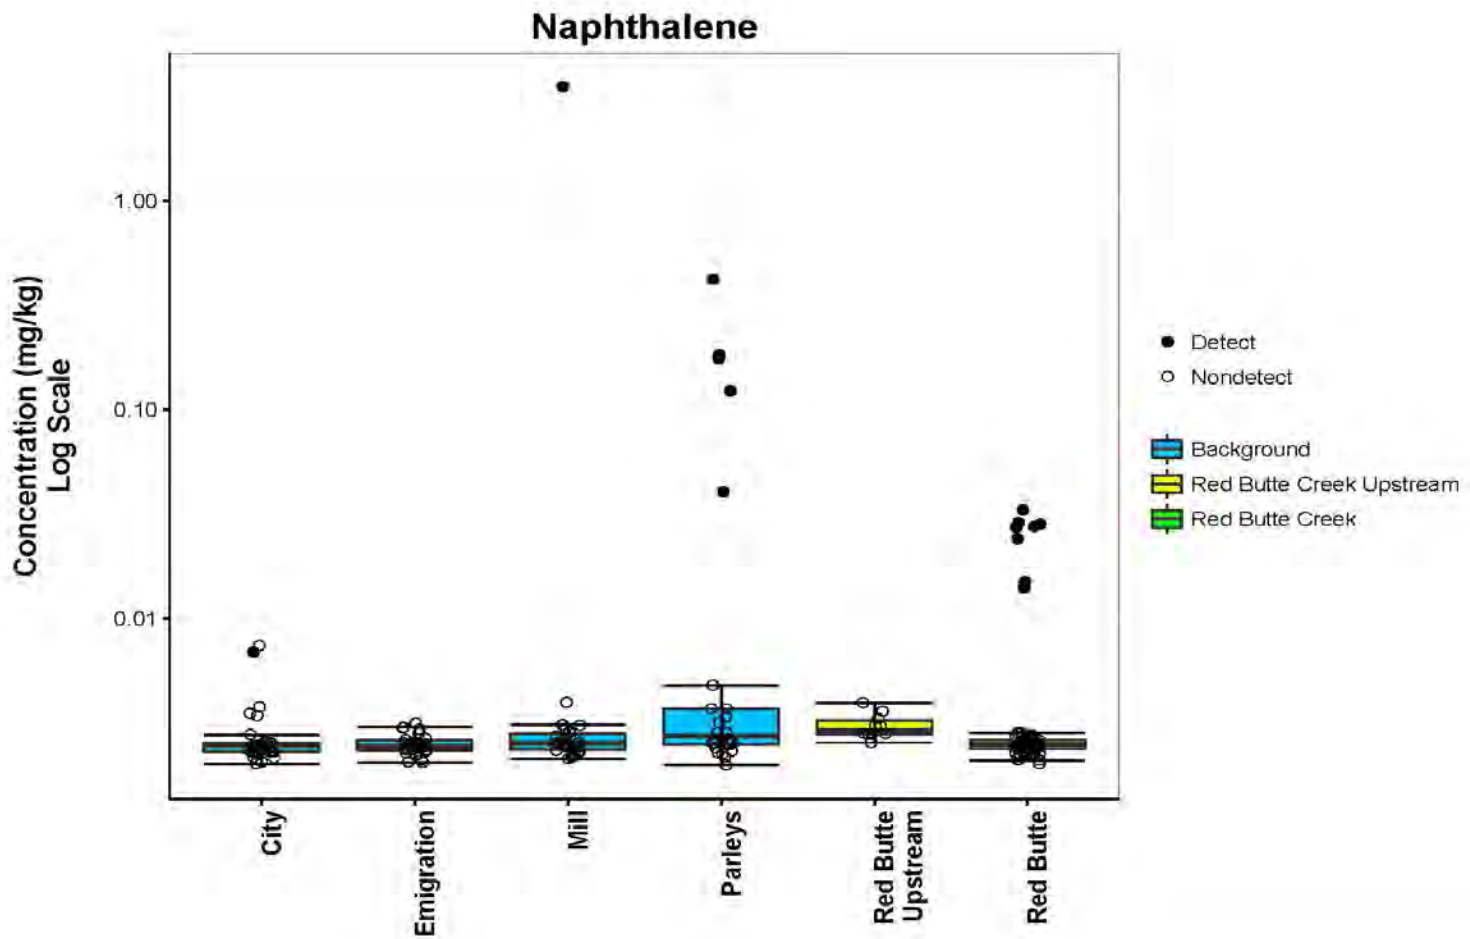 Naphthalene
Concentration (mg/kg)
Log Scale
1.00
0.10
0.01
City
Emigration
Mill
Parleys
Red Butte
Upstream
Red Butte
Detect
Nondetect
Background
Red Butte Creek Upstream
Red Butte Creek